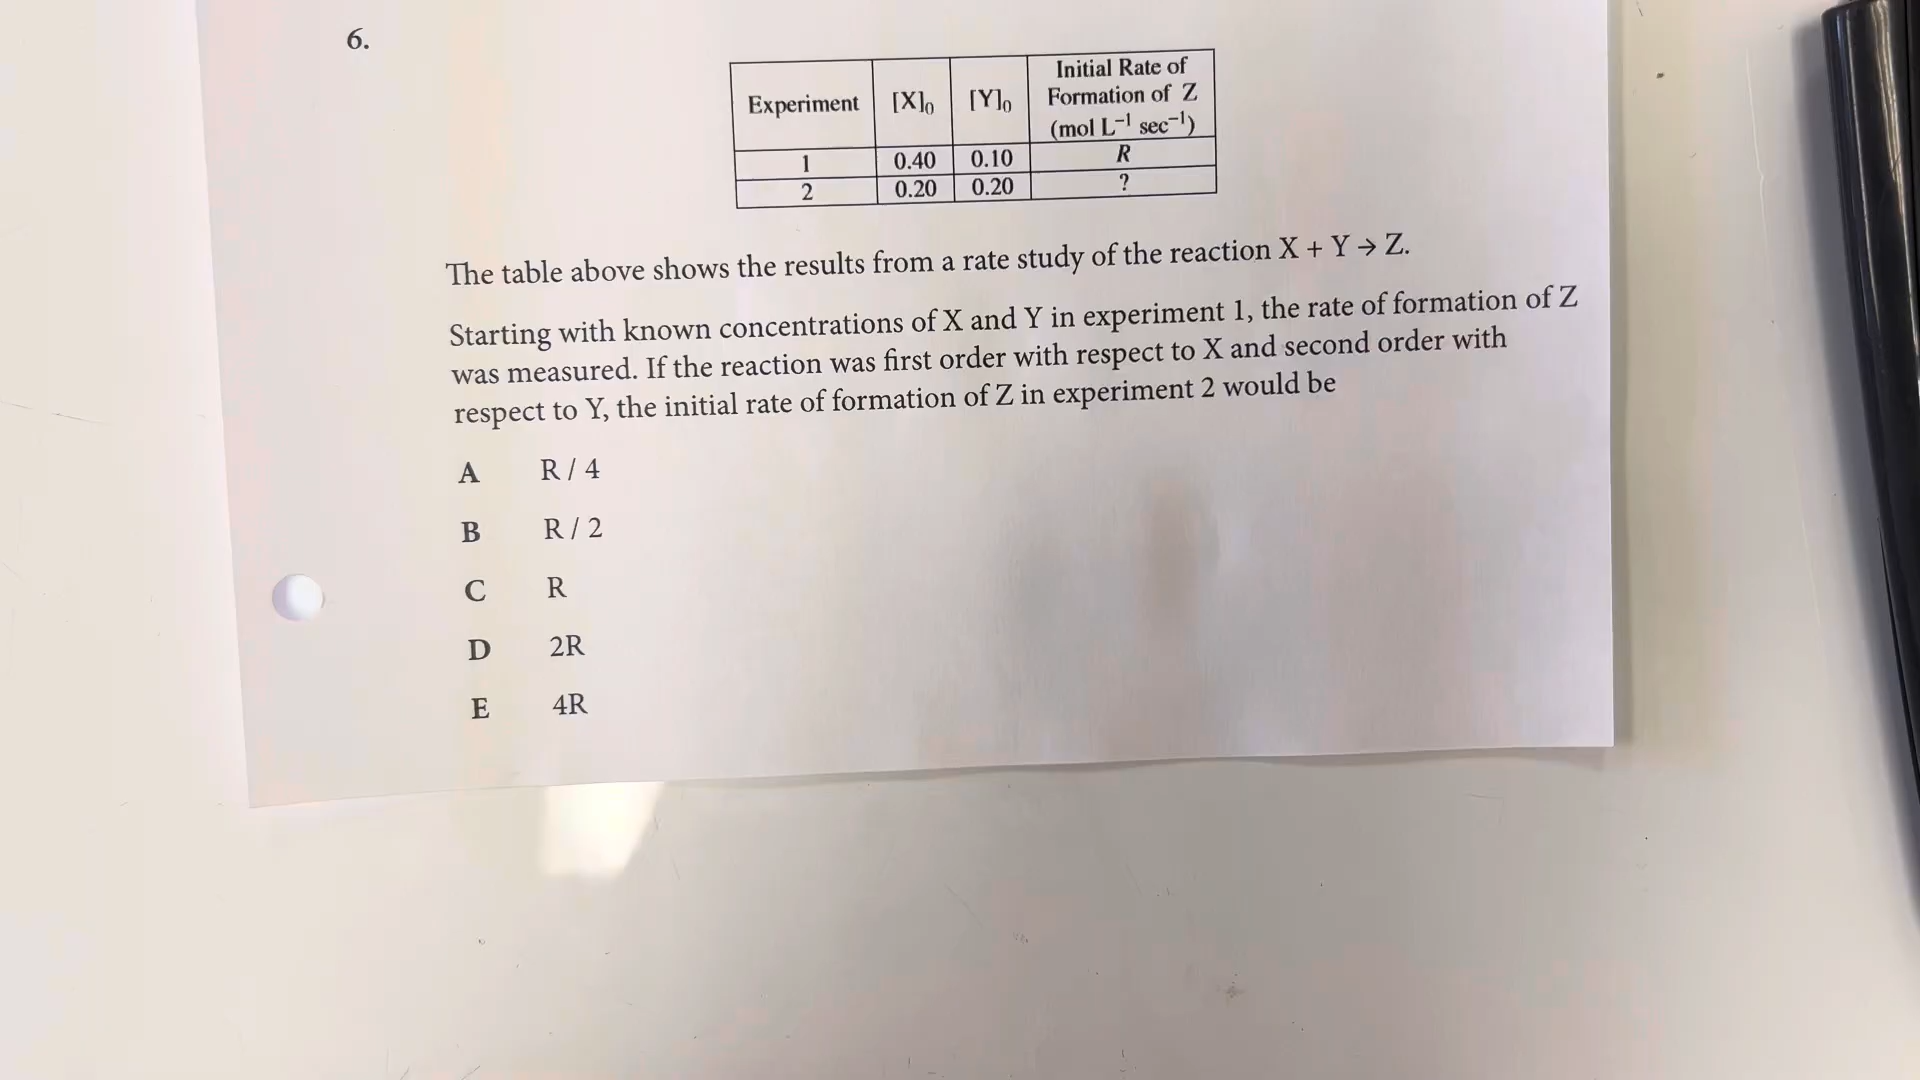 6.
Experiment [X]₀ [Y]₀ Initial Rate of Formation of Z (mol L⁻¹ sec⁻¹)
1 0.40 0.10 R
2 0.20 0.20 ?
The table above shows the results from a rate study of the reaction X + Y → Z.
Starting with known concentrations of X and Y in experiment 1, the rate of formation of Z
was measured. If the reaction was first order with respect to X and second order with
respect to Y, the initial rate of formation of Z in experiment 2 would be
A R / 4
B R / 2
C R
D 2R
E 4R